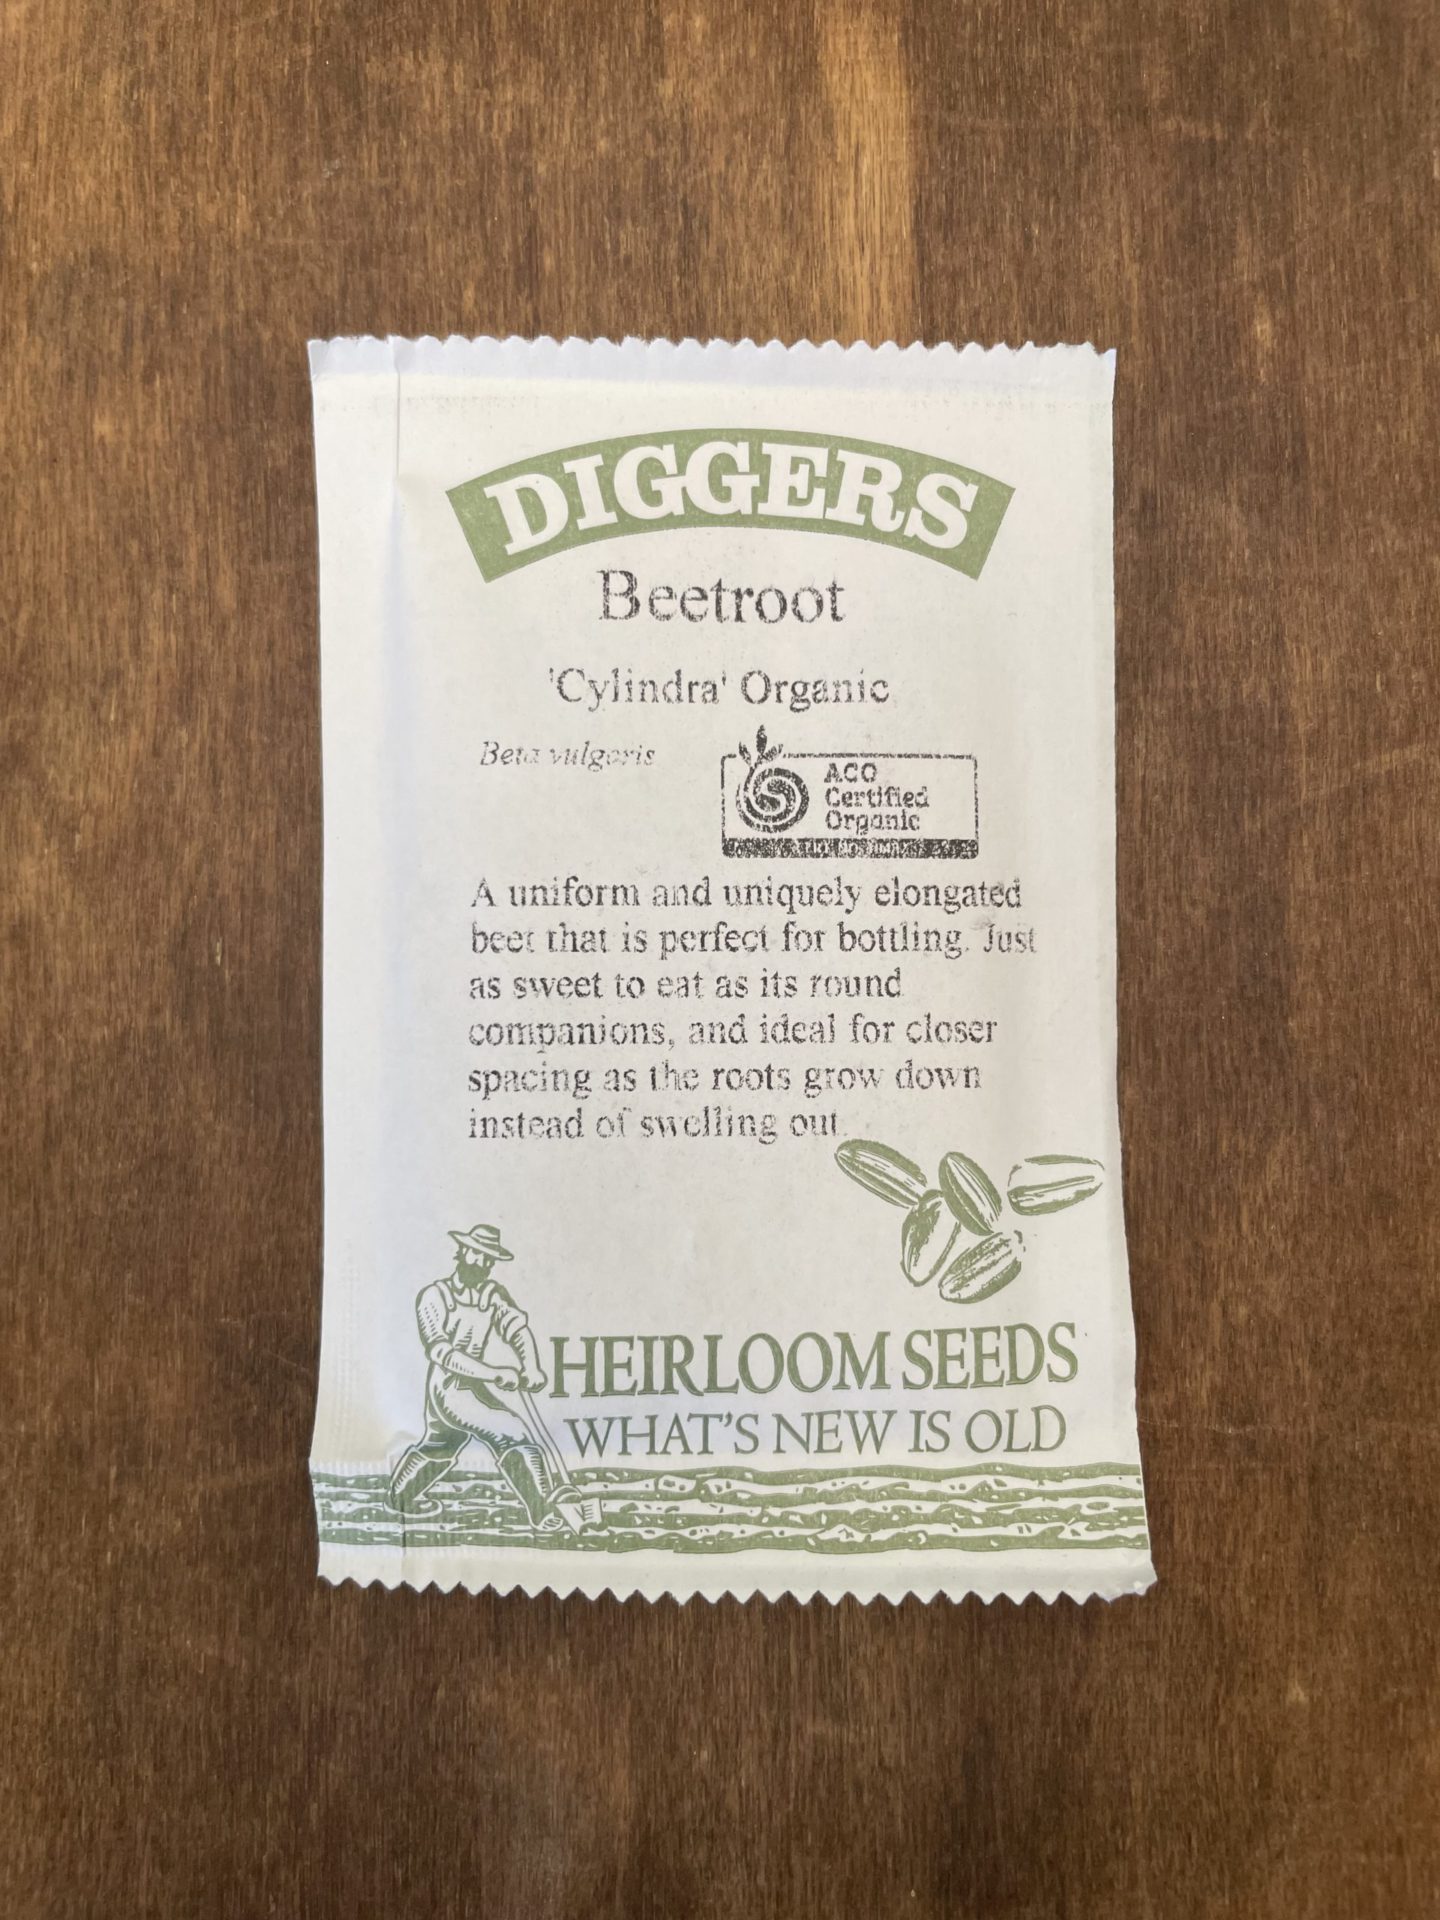 DIGGERS
Beetroot
'Cylindra' Organic
Beta vulgaris
ACO
Certified
Organic
A uniform and uniquely elongated
beet that is perfect for bottling. Just
as sweet to eat as its round
companions, and ideal for closer
spacing as the roots grow down
instead of swelling out.
HEIRLOOM SEEDS
WHAT'S NEW IS OLD